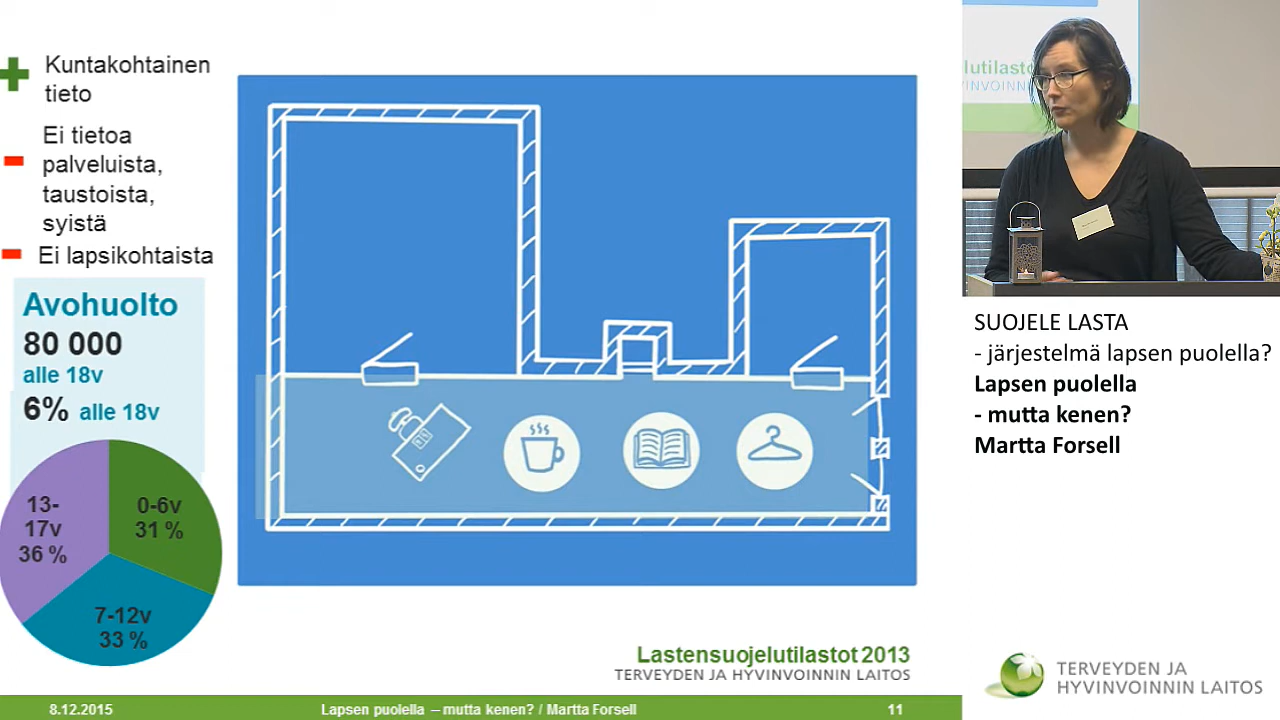 Kuntakohtainen
tieto
Ei tietoa
palveluista,
taustoista,
syistä
Ei lapsikohtaista
Avohuolto
80 000
alle 18v
6% alle 18v
13-
17v
36 %
0-6v
31 %
7-12v
33 %
Lastensuojelutilastot 2013
TERVEYDEN JA HYVINVOINNIN LAITOS
8.12.2015
Lapsen puolella – mutta kenen? / Martta Forsell
11
SUOJELE LASTA
- järjestelmä lapsen puolella?
Lapsen puolella
- mutta kenen?
Martta Forsell
TERVEYDEN JA
HYVINVOINNIN LAITOS